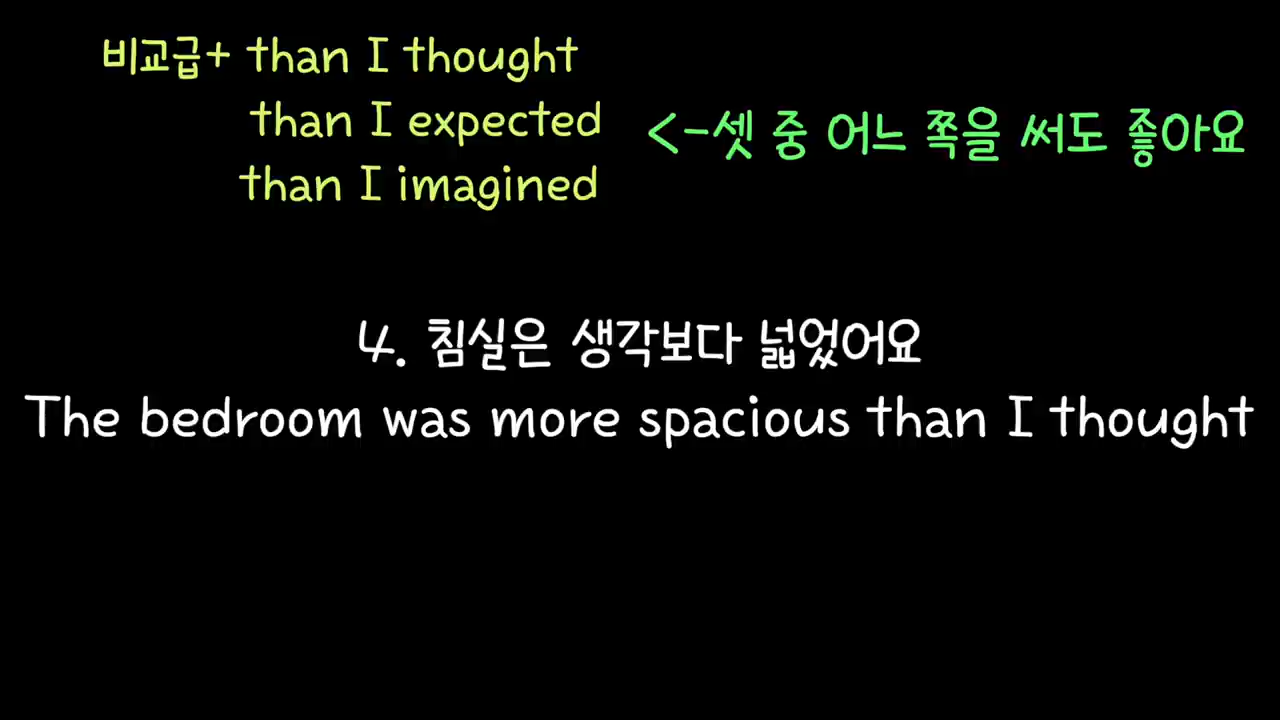 비교급+ than I thought
than I expected
<-셋 중 어느 쪽을 써도 좋아요
than I imagined
4. 침실은 생각보다 넓었어요
The bedroom was more spacious than I thought